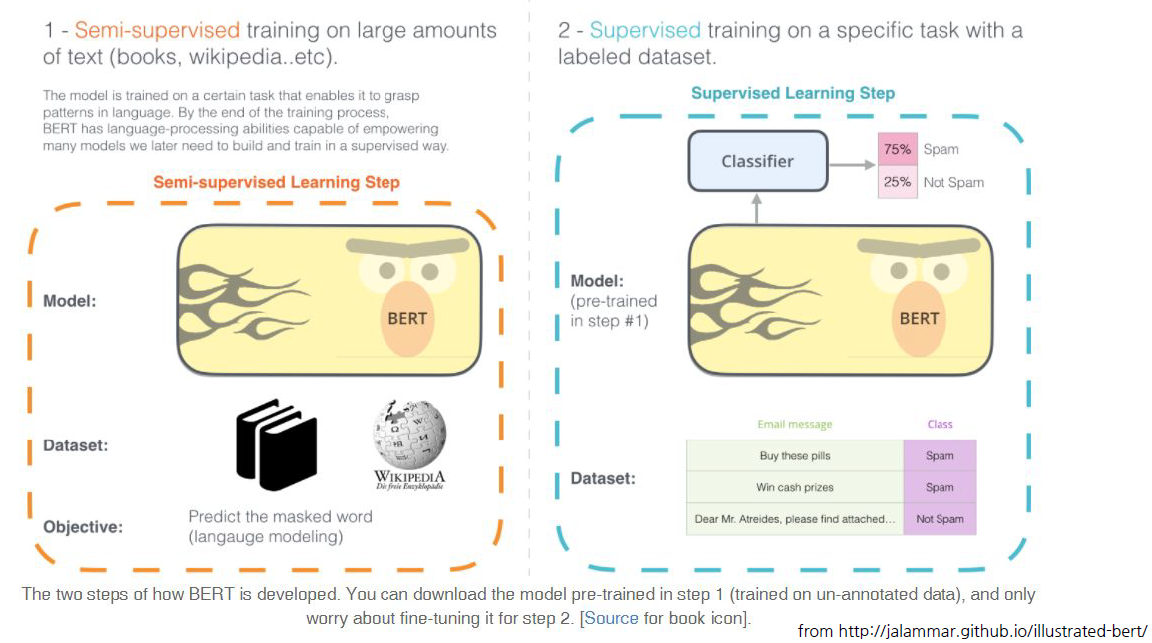 1 - Semi-supervised training on large amounts
of text (books, wikipedia..etc).
The model is trained on a certain task that enables it to grasp
patterns in language. By the end of the training process,
BERT has language-processing abilities capable of empowering
many models we later need to build and train in a supervised way.
Semi-supervised Learning Step
Model:
BERT
Dataset:
WIKIPEDIA
Die freie Enzyklopädie
Objective:
Predict the masked word
(langauge modeling)
2 - Supervised training on a specific task with a
labeled dataset.
Supervised Learning Step
Classifier
75% Spam
25% Not Spam
Model:
(pre-trained
in step #1)
BERT
Dataset:
Email message Class
Buy these pills Spam
Win cash prizes Spam
Dear Mr. Atreides, please find attached... Not Spam
The two steps of how BERT is developed. You can download the model pre-trained in step 1 (trained on un-annotated data), and only
worry about fine-tuning it for step 2. [Source for book icon].
from http://jalammar.github.io/illustrated-bert/